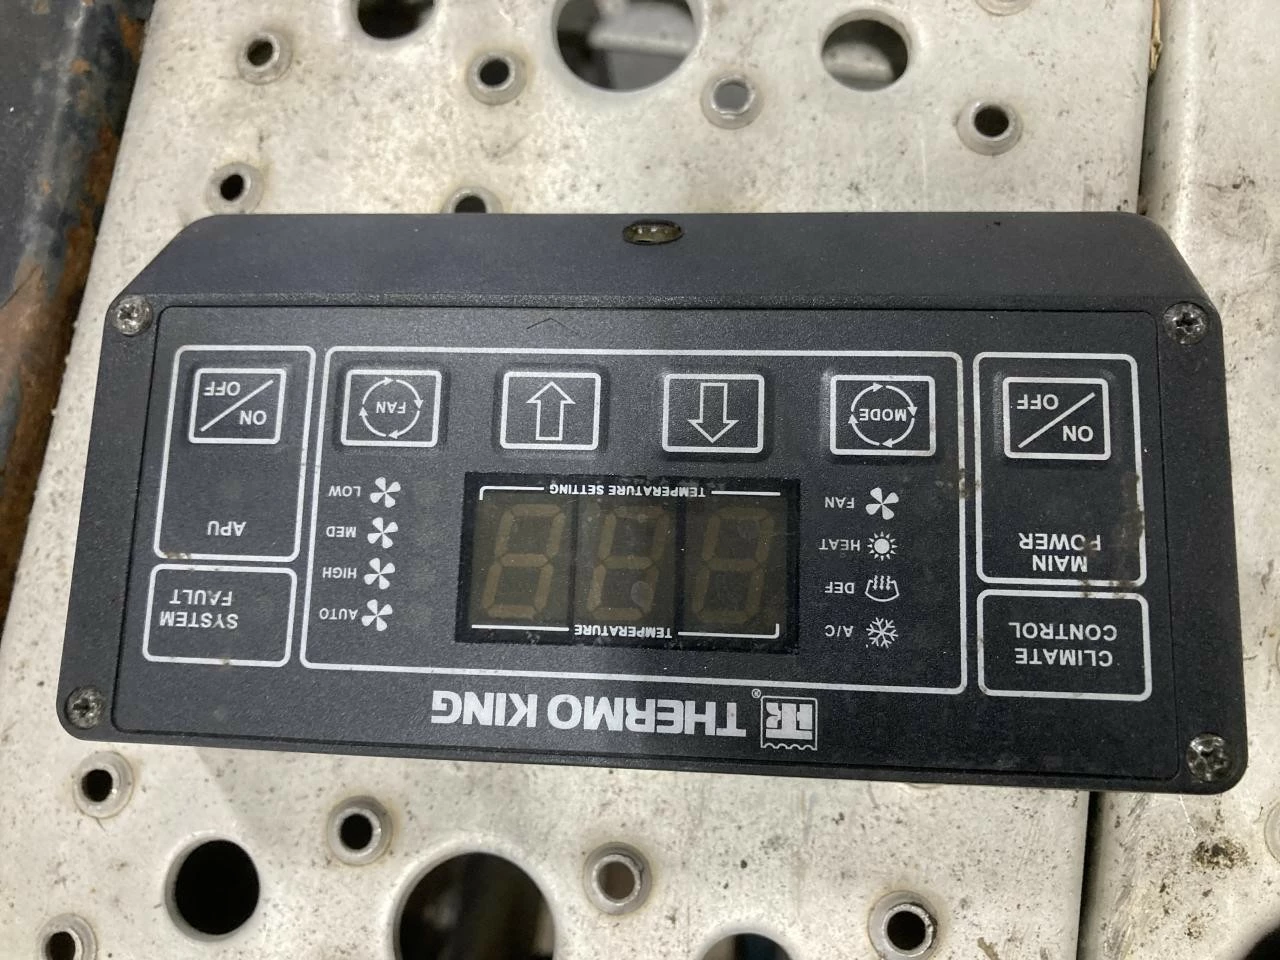 TK THERMO KING®
CLIMATE
CONTROL
MAIN
POWER
ON
OFF
A/C
DEF
HEAT
FAN
MODE
TEMPERATURE
TEMPERATURE SETTING
AUTO
HIGH
MED
LOW
FAN
SYSTEM
FAULT
APU
ON
OFF